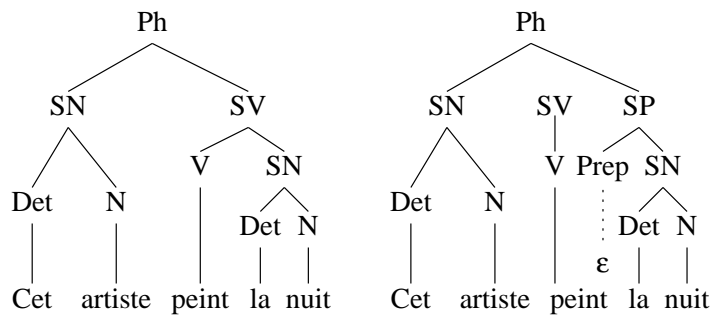 Ph Ph
SN SV SN SV SP
V SN V Prep SN
Det N Det N
Det N Det N
ε
Cet artiste peint la nuit Cet artiste peint la nuit